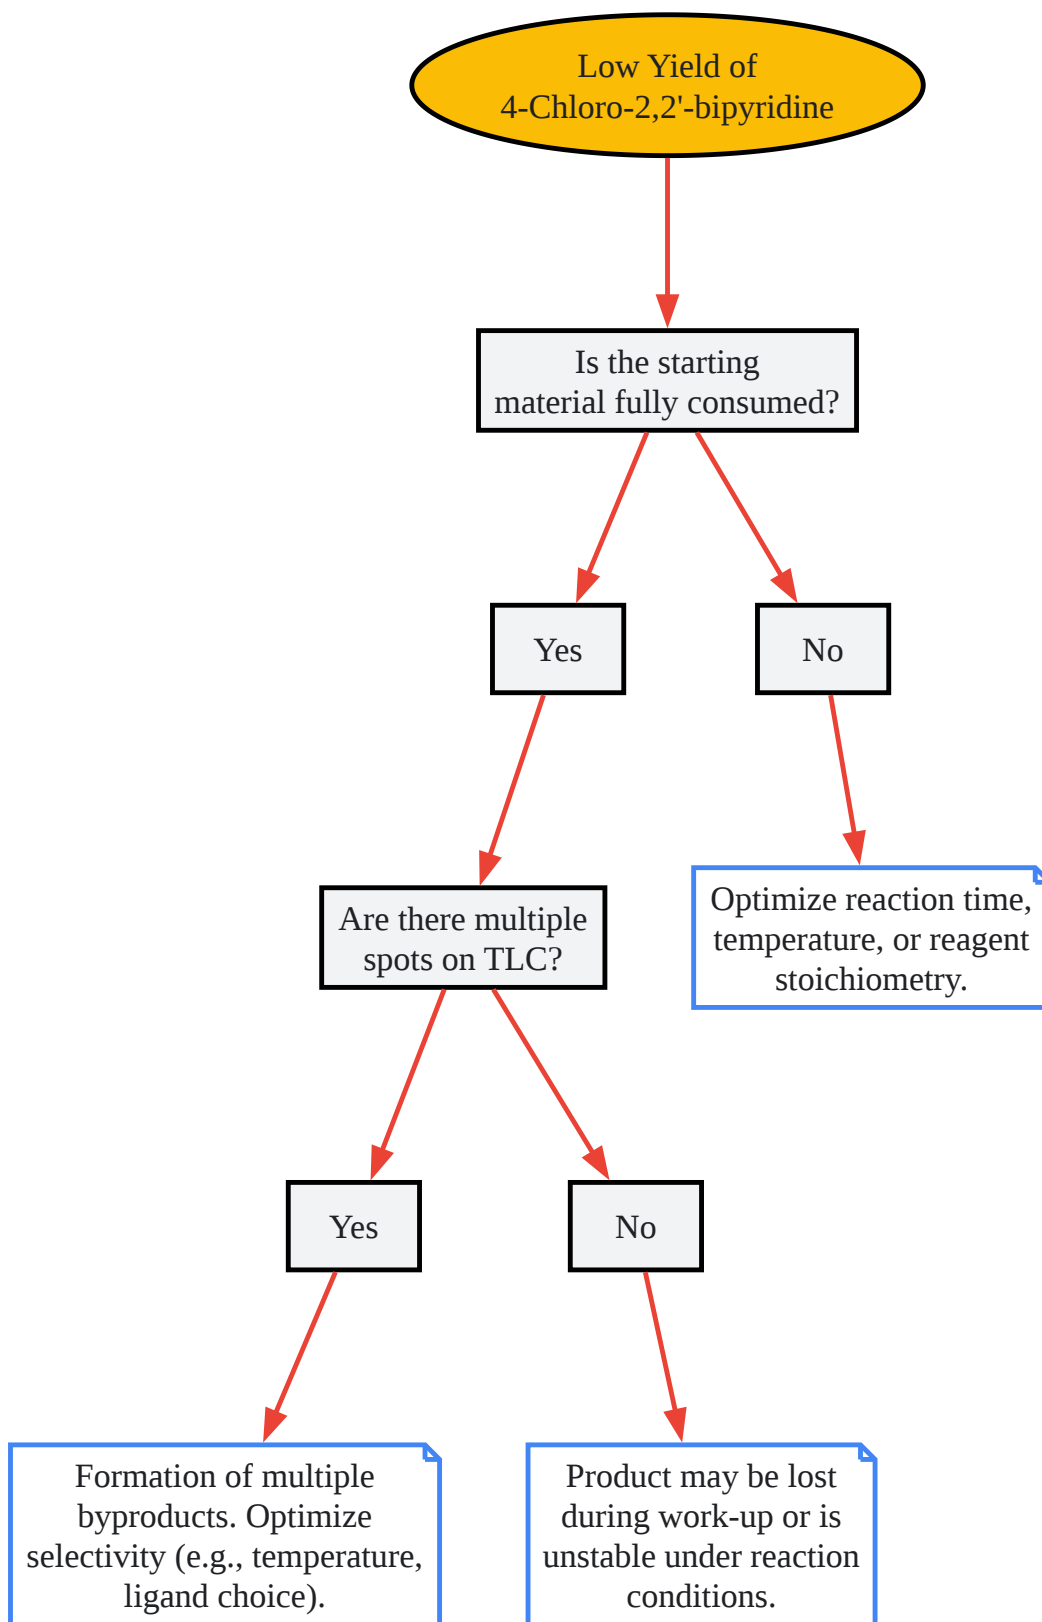 Low Yield of
4-Chloro-2,2'-bipyridine
Is the starting
material fully consumed?
Yes
No
Are there multiple
spots on TLC?
Optimize reaction time,
temperature, or reagent
stoichiometry.
Yes
No
Formation of multiple
byproducts. Optimize
selectivity (e.g., temperature,
ligand choice).
Product may be lost
during work-up or is
unstable under reaction
conditions.